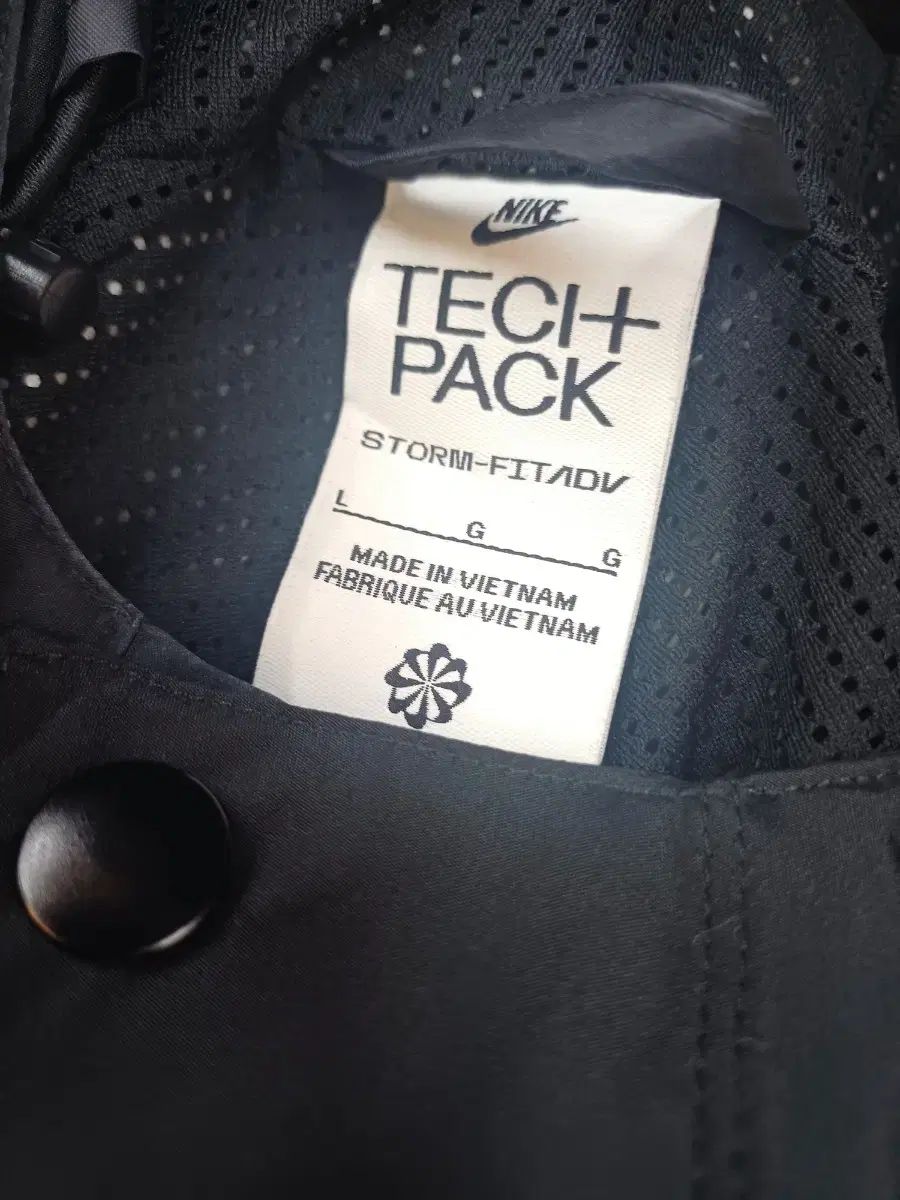 NIKE
TECH
PACK
STORM-FIT ADV
L G G
MADE IN VIETNAM
FABRIQUE AU VIETNAM